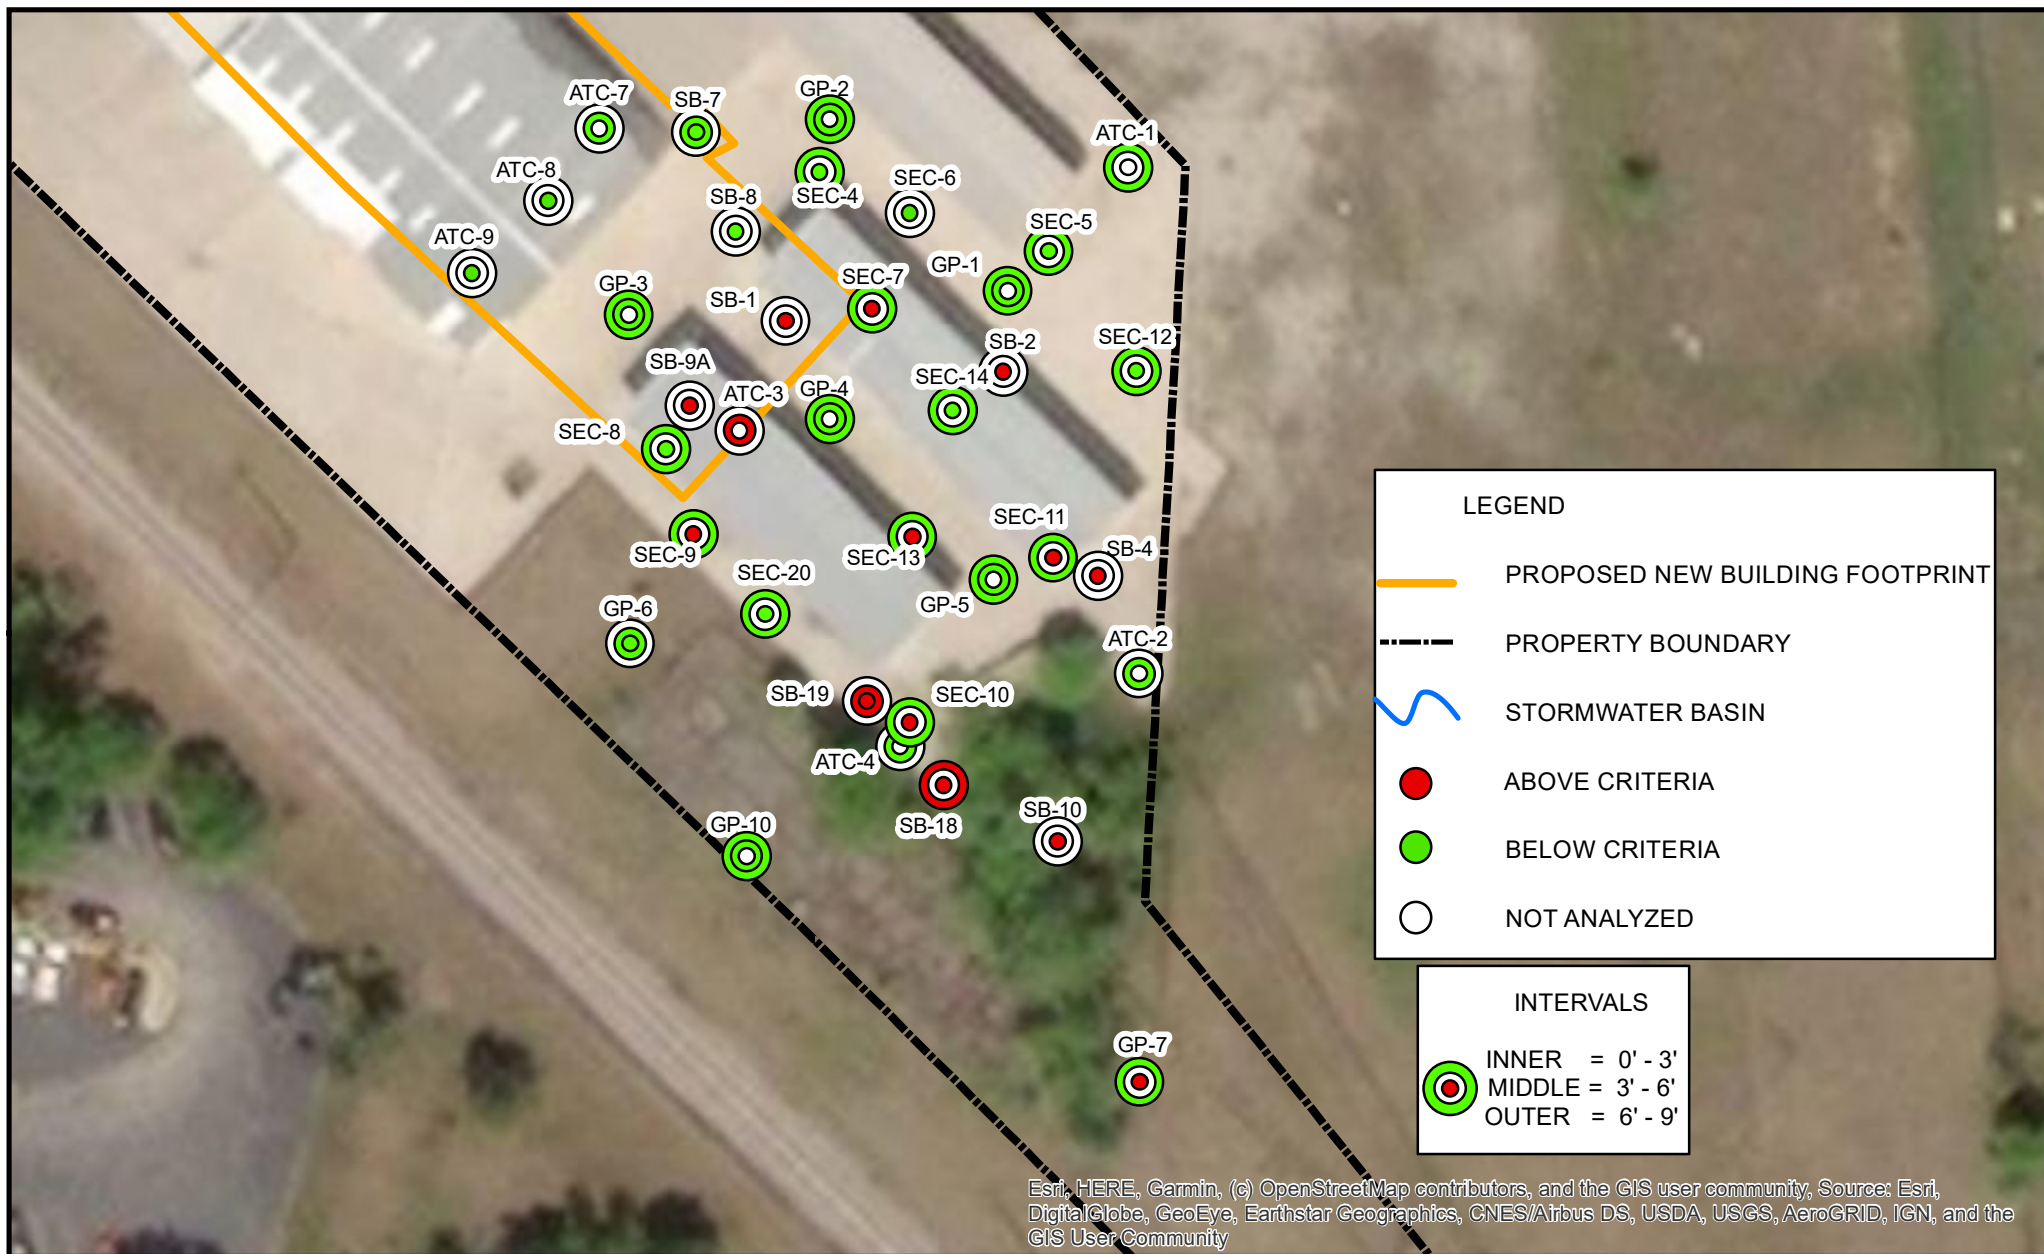 ATC-7
SB-7
GP-2
ATC-1
ATC-8
SEC-6
SB-8
SEC-4
ATC-9
SEC-5
GP-1
GP-3
SB-1
SEC-7
SB-2
SEC-12
SB-9A
ATC-3
GP-4
SEC-14
SEC-8
SEC-9
SEC-13
SEC-11
SB-4
SEC-20
GP-5
GP-6
ATC-2
SB-19
SEC-10
ATC-4
SB-18
SB-10
GP-10
GP-7
LEGEND
PROPOSED NEW BUILDING FOOTPRINT
PROPERTY BOUNDARY
STORMWATER BASIN
ABOVE CRITERIA
BELOW CRITERIA
NOT ANALYZED
INTERVALS
INNER = 0' - 3'
MIDDLE = 3' - 6'
OUTER = 6' - 9'
Esri, HERE, Garmin, (c) OpenStreetMap contributors, and the GIS user community, Source: Esri,
DigitalGlobe, GeoEye, Earthstar Geographics, CNES/Airbus DS, USDA, USGS, AeroGRID, IGN, and the
GIS User Community